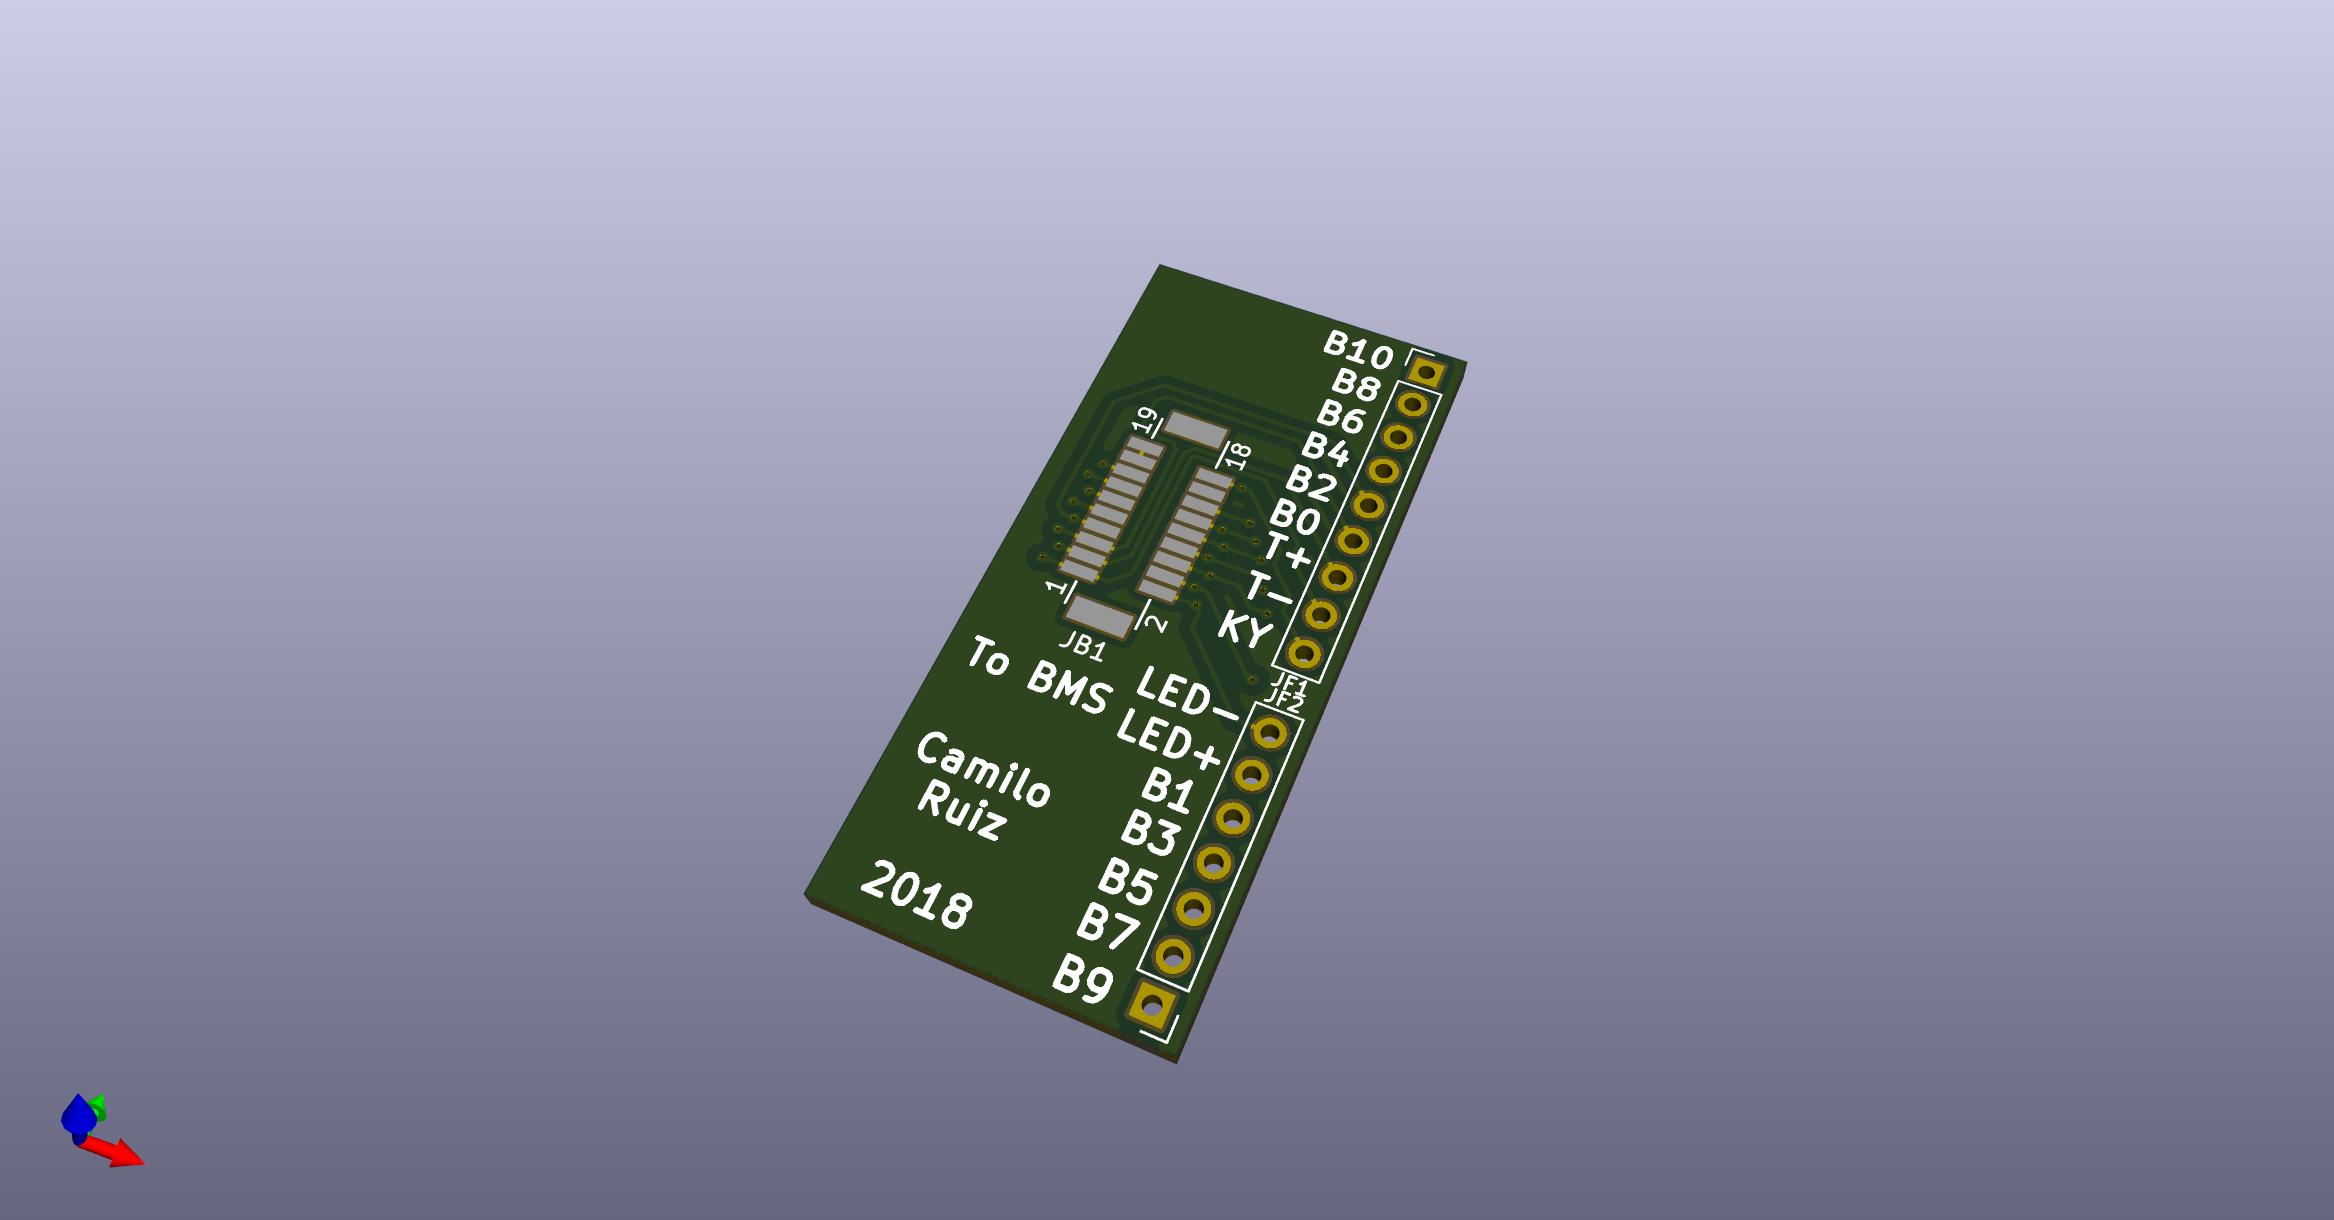 B10
B8
B6
B4
B2
B0
T+
T-
KY
19
18
1
2
JB1
To BMS
JF1
JF2
LED-
LED+
B1
B3
B5
B7
B9
Camilo
Ruiz
2018